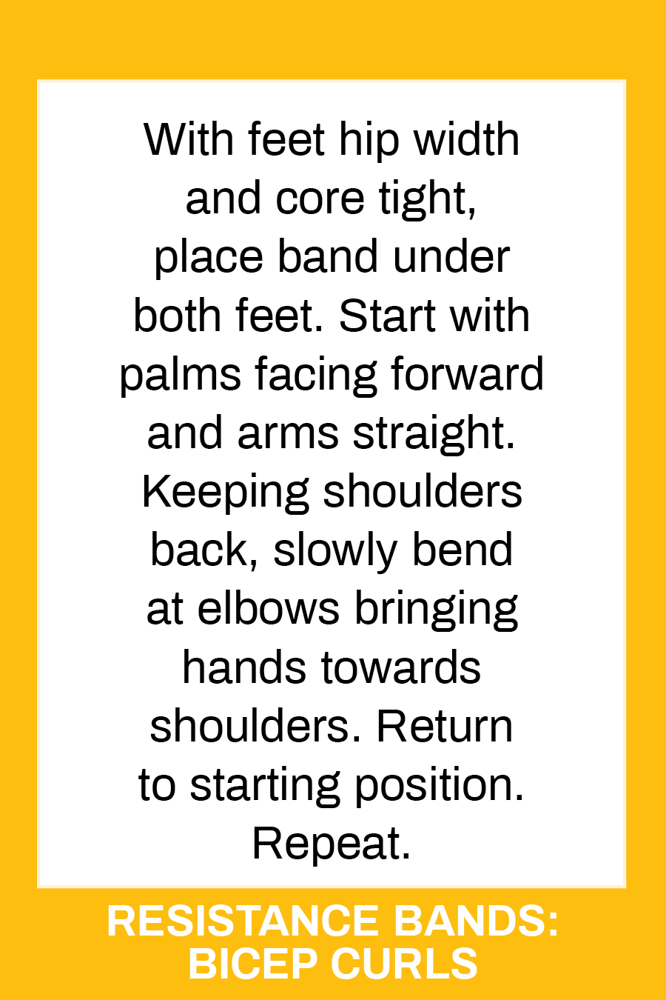 With feet hip width
and core tight,
place band under
both feet. Start with
palms facing forward
and arms straight.
Keeping shoulders
back, slowly bend
at elbows bringing
hands towards
shoulders. Return
to starting position.
Repeat.
RESISTANCE BANDS:
BICEP CURLS